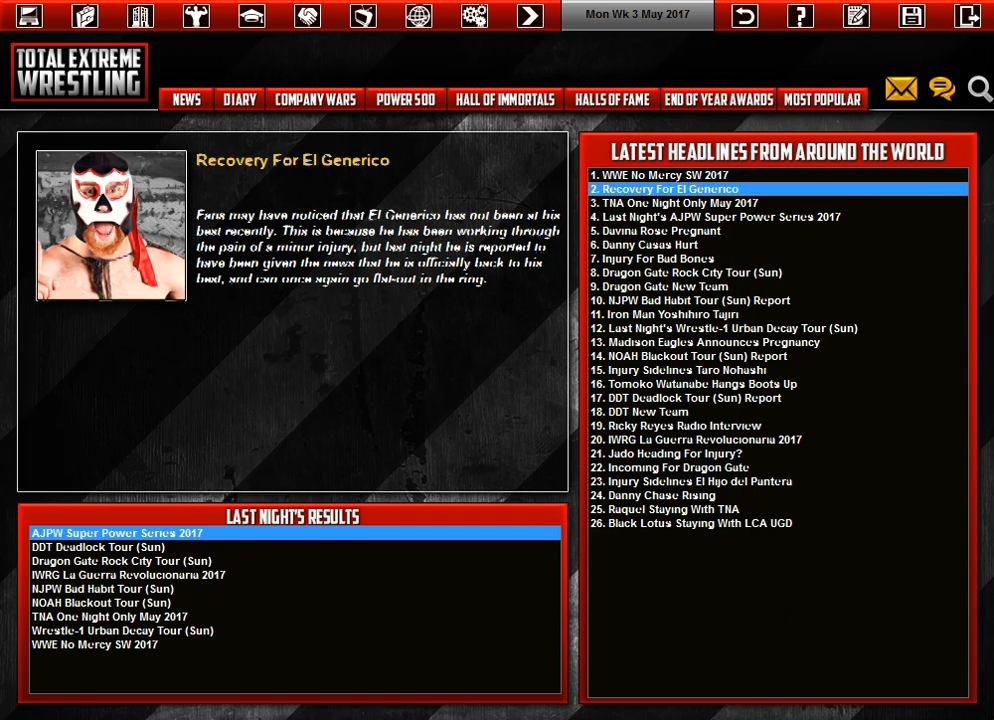 Mon Wk 3 May 2017
TOTAL EXTREME
WRESTLING
NEWS
DIARY
COMPANY WARS
POWER 500
HALL OF IMMORTALS
HALLS OF FAME
END OF YEAR AWARDS
MOST POPULAR
Recovery For El Generico
Fans may have noticed that El Generico has not been at his
best recently. This is because he has been working through
the pain of a minor injury, but last night he is reported to
have been given the news that he is officially back to his
best, and can once again go flat-out in the ring.
LAST NIGHT'S RESULTS
AJPW Super Power Series 2017
DDT Deadlock Tour (Sun)
Dragon Gate Rock City Tour (Sun)
IWRG La Guerra Revolucionaria 2017
NJPW Bad Habit Tour (Sun)
NOAH Blackout Tour (Sun)
TNA One Night Only May 2017
Wrestle-1 Urban Decay Tour (Sun)
WWE No Mercy SW 2017
LATEST HEADLINES FROM AROUND THE WORLD
1. WWE No Mercy SW 2017
2. Recovery For El Generico
3. TNA One Night Only May 2017
4. Last Night's AJPW Super Power Series 2017
5. Davina Rose Pregnant
6. Danny Casas Hurt
7. Injury For Bad Bones
8. Dragon Gate Rock City Tour (Sun)
9. Dragon Gate New Team
10. NJPW Bad Habit Tour (Sun) Report
11. Iron Man Yoshihiro Tajiri
12. Last Night's Wrestle-1 Urban Decay Tour (Sun)
13. Madison Eagles Announces Pregnancy
14. NOAH Blackout Tour (Sun) Report
15. Injury Sidelines Taro Nohashi
16. Tomoko Watanabe Hangs Boots Up
17. DDT Deadlock Tour (Sun) Report
18. DDT New Team
19. Ricky Reyes Radio Interview
20. IWRG La Guerra Revolucionaria 2017
21. Jado Heading For Injury?
22. Incoming For Dragon Gate
23. Injury Sidelines El Hijo del Pantera
24. Danny Chase Rising
25. Raquel Staying With TNA
26. Black Lotus Staying With LCA UGD